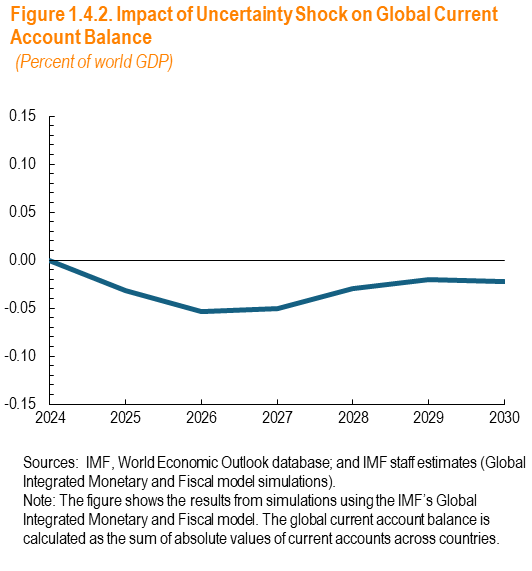 Figure 1.4.2. Impact of Uncertainty Shock on Global Current
Account Balance
(Percent of world GDP)
0.15
0.10
0.05
0.00
-0.05
-0.10
-0.15
2024 2025 2026 2027 2028 2029 2030
Sources: IMF, World Economic Outlook database; and IMF staff estimates (Global
Integrated Monetary and Fiscal model simulations).
Note: The figure shows the results from simulations using the IMF's Global
Integrated Monetary and Fiscal model. The global current account balance is
calculated as the sum of absolute values of current accounts across countries.